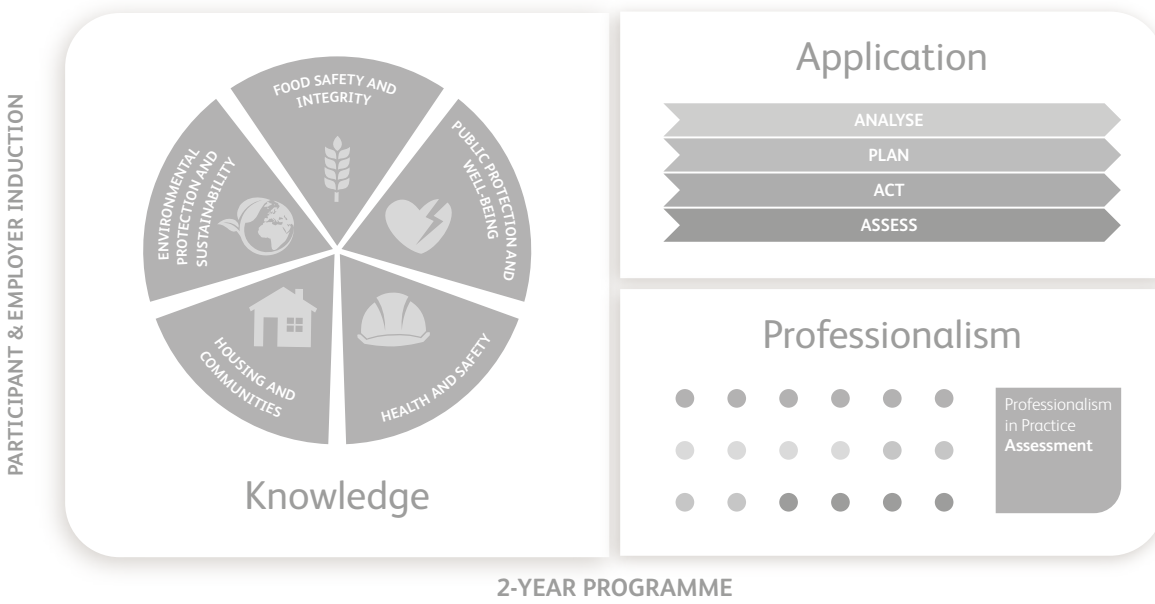 PARTICIPANT & EMPLOYER INDUCTION
FOOD SAFETY AND
INTEGRITY
PUBLIC PROTECTION AND
WELL-BEING
HEALTH AND SAFETY
HOUSING AND
COMMUNITIES
ENVIRONMENTAL
PROTECTION AND
SUSTAINABILITY
Knowledge
Application
ANALYSE
PLAN
ACT
ASSESS
Professionalism
Professionalism
in Practice
Assessment
2-YEAR PROGRAMME